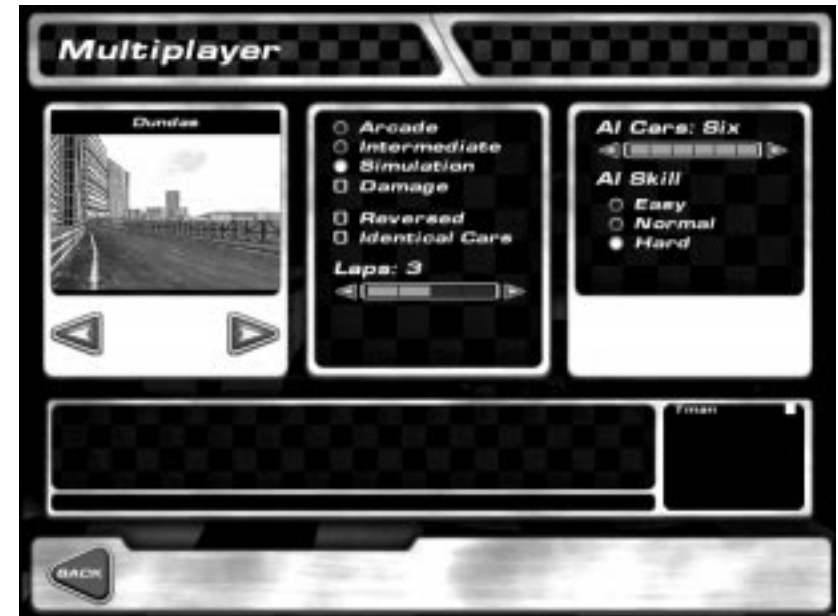 Multiplayer
Dundas
Arcade
Intermediate
Simulation
Damage
Reversed
Identical Cars
Laps: 3
AI Cars: Six
AI Skill
Easy
Normal
Hard
Tman
BACK